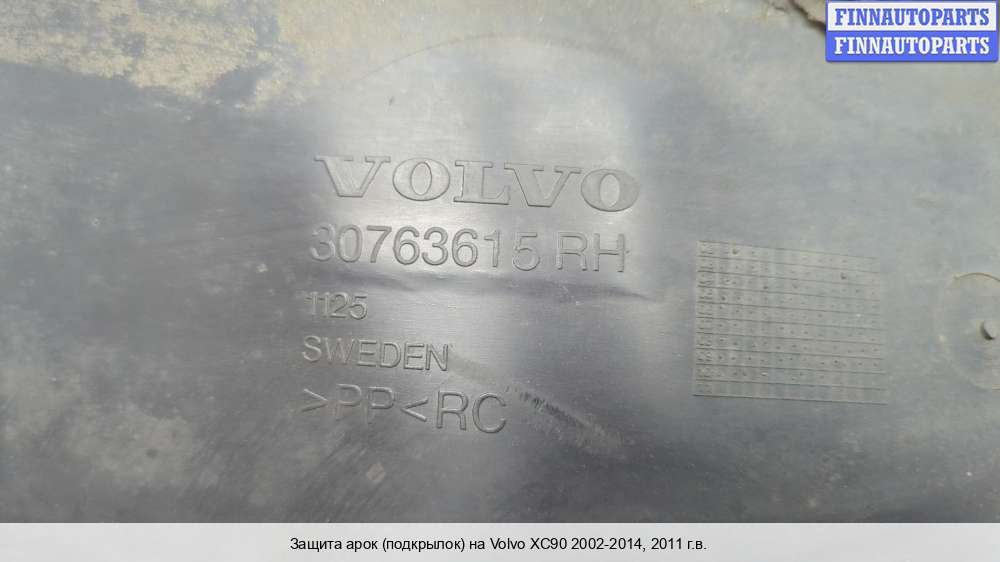 FINNAUTOPARTS
FINNAUTOPARTS
VOLVO
30763615 RH
1125
SWEDEN
>PP<RC
Защита арок (подкрылок) на Volvo XC90 2002-2014, 2011 г.в.